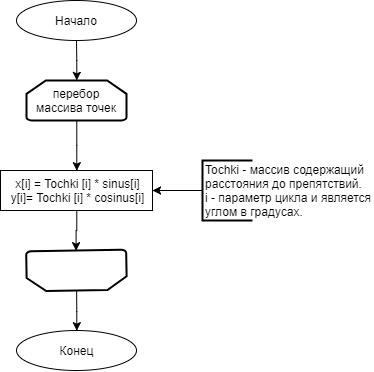 Начало
перебор
массива точек
x[i] = Tochki [i] * sinus[i]
y[i]= Tochki [i] * cosinus[i]
Tochki - массив содержащий
расстояния до препятствий.
i - параметр цикла и является
углом в градусах.
Конец